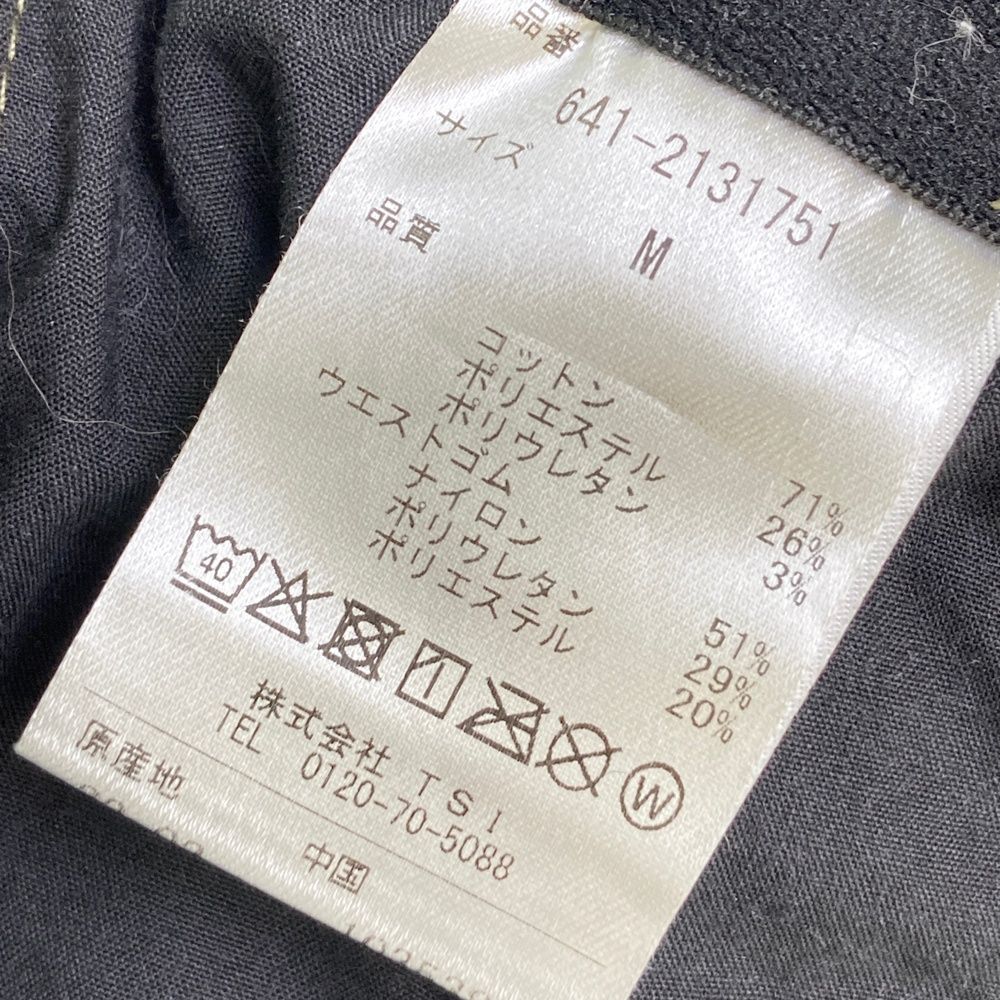 品番
641-2131751
サイズ
M
品質
コットン 71%
ポリエステル 26%
ポリウレタン 3%
ウエストゴム
ナイロン 51%
ポリウレタン 29%
ポリエステル 20%
40
W
株式会社 TSI
TEL 0120-70-5088
原産地
中国